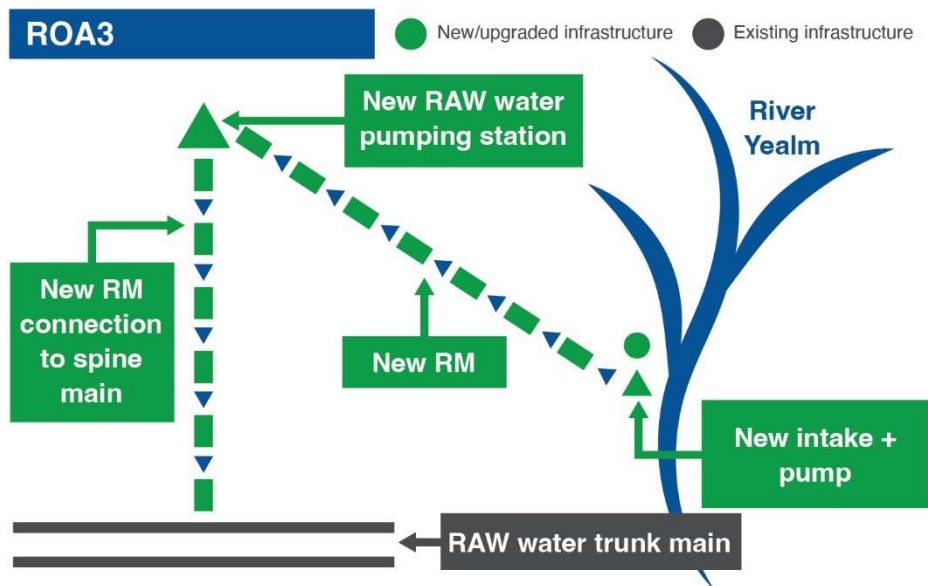 ROA3
New/upgraded infrastructure
Existing infrastructure
New RAW water
pumping station
River
Yealm
New RM
connection
to spine
main
New RM
New intake +
pump
RAW water trunk main